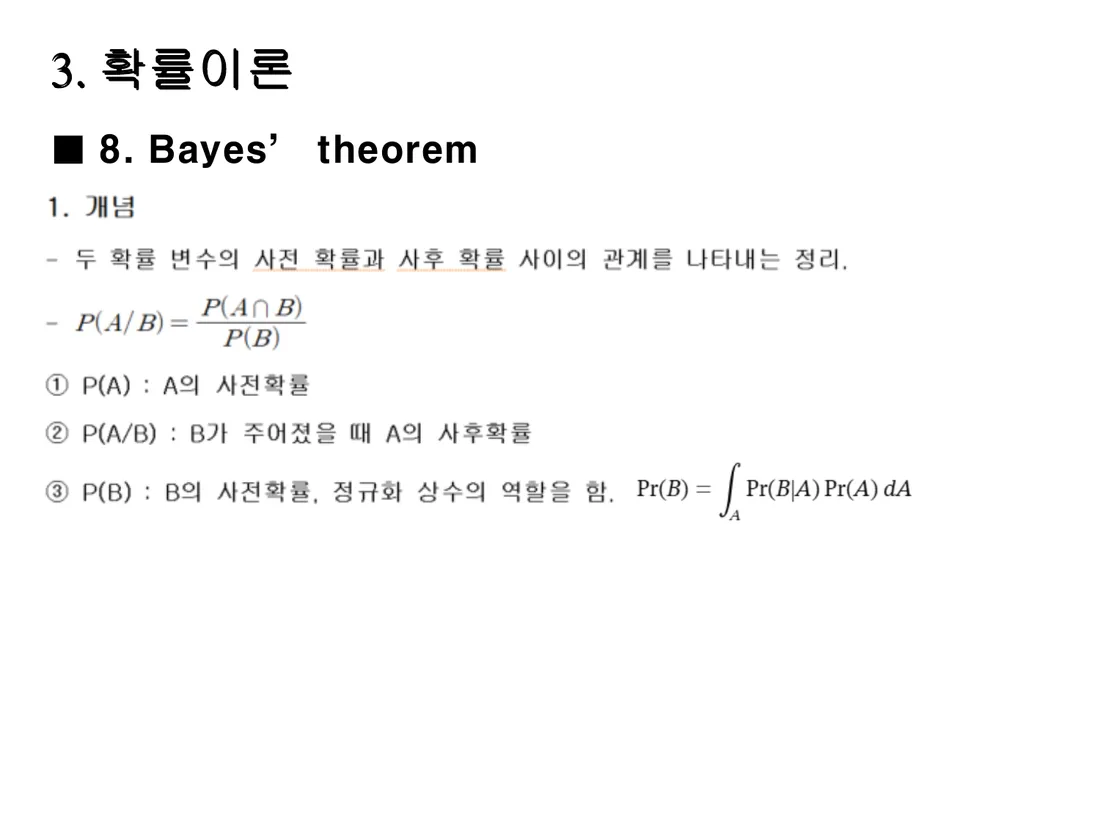 3. 확률이론
■ 8. Bayes’ theorem
1. 개념
- 두 확률 변수의 사전 확률과 사후 확률 사이의 관계를 나타내는 정리.
- P(A/B) = P(A∩B) / P(B)
① P(A) : A의 사전확률
② P(A/B) : B가 주어졌을 때 A의 사후확률
③ P(B) : B의 사전확률, 정규화 상수의 역할을 함. Pr(B) = ∫_A Pr(B|A) Pr(A) dA